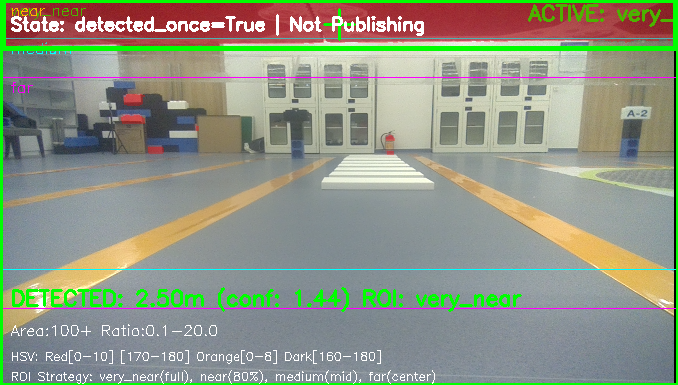 near_near
State: detected_once=True | Not Publishing
ACTIVE: very_
medium
A-2
DETECTED: 2.50m (conf: 1.44) ROI: very_near
Area:100+ Ratio:0.1-20.0
HSV: Red[0-10] [170-180] Orange[0-8] Dark[160-180]
ROI Strategy: very_near(full), near(80%), medium(mid), far(center)